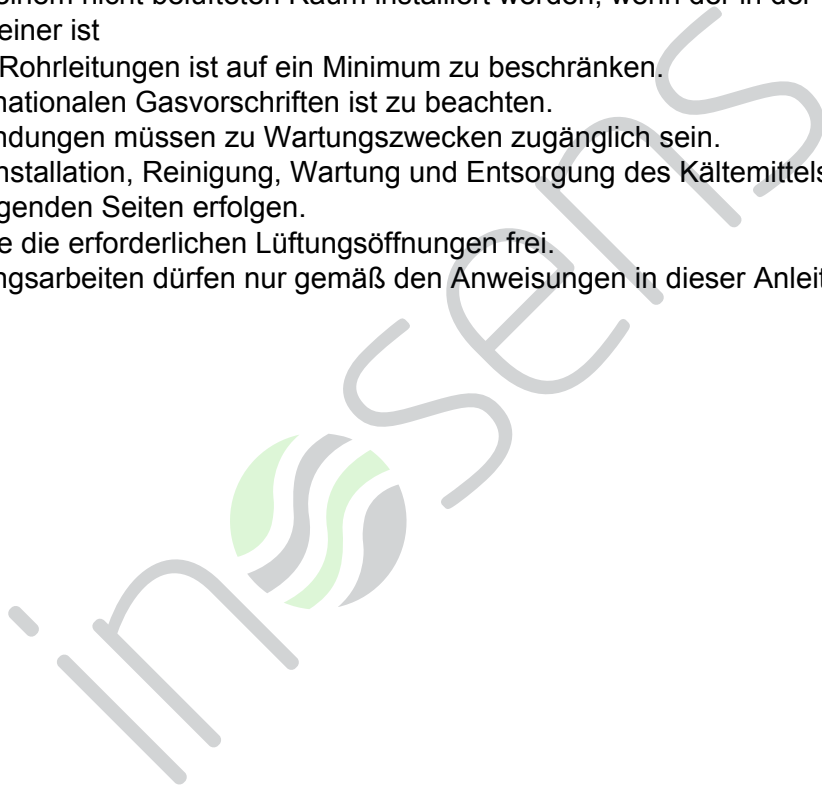 einem nicht belüfteten Raum installiert werden, wenn der in der
einer ist
Rohrleitungen ist auf ein Minimum zu beschränken.
nationalen Gasvorschriften ist zu beachten.
ndungen müssen zu Wartungszwecken zugänglich sein.
nstallation, Reinigung, Wartung und Entsorgung des Kältemittels
genden Seiten erfolgen.
e die erforderlichen Lüftungsöffnungen frei.
ngsarbeiten dürfen nur gemäß den Anweisungen in dieser Anleit
inosens